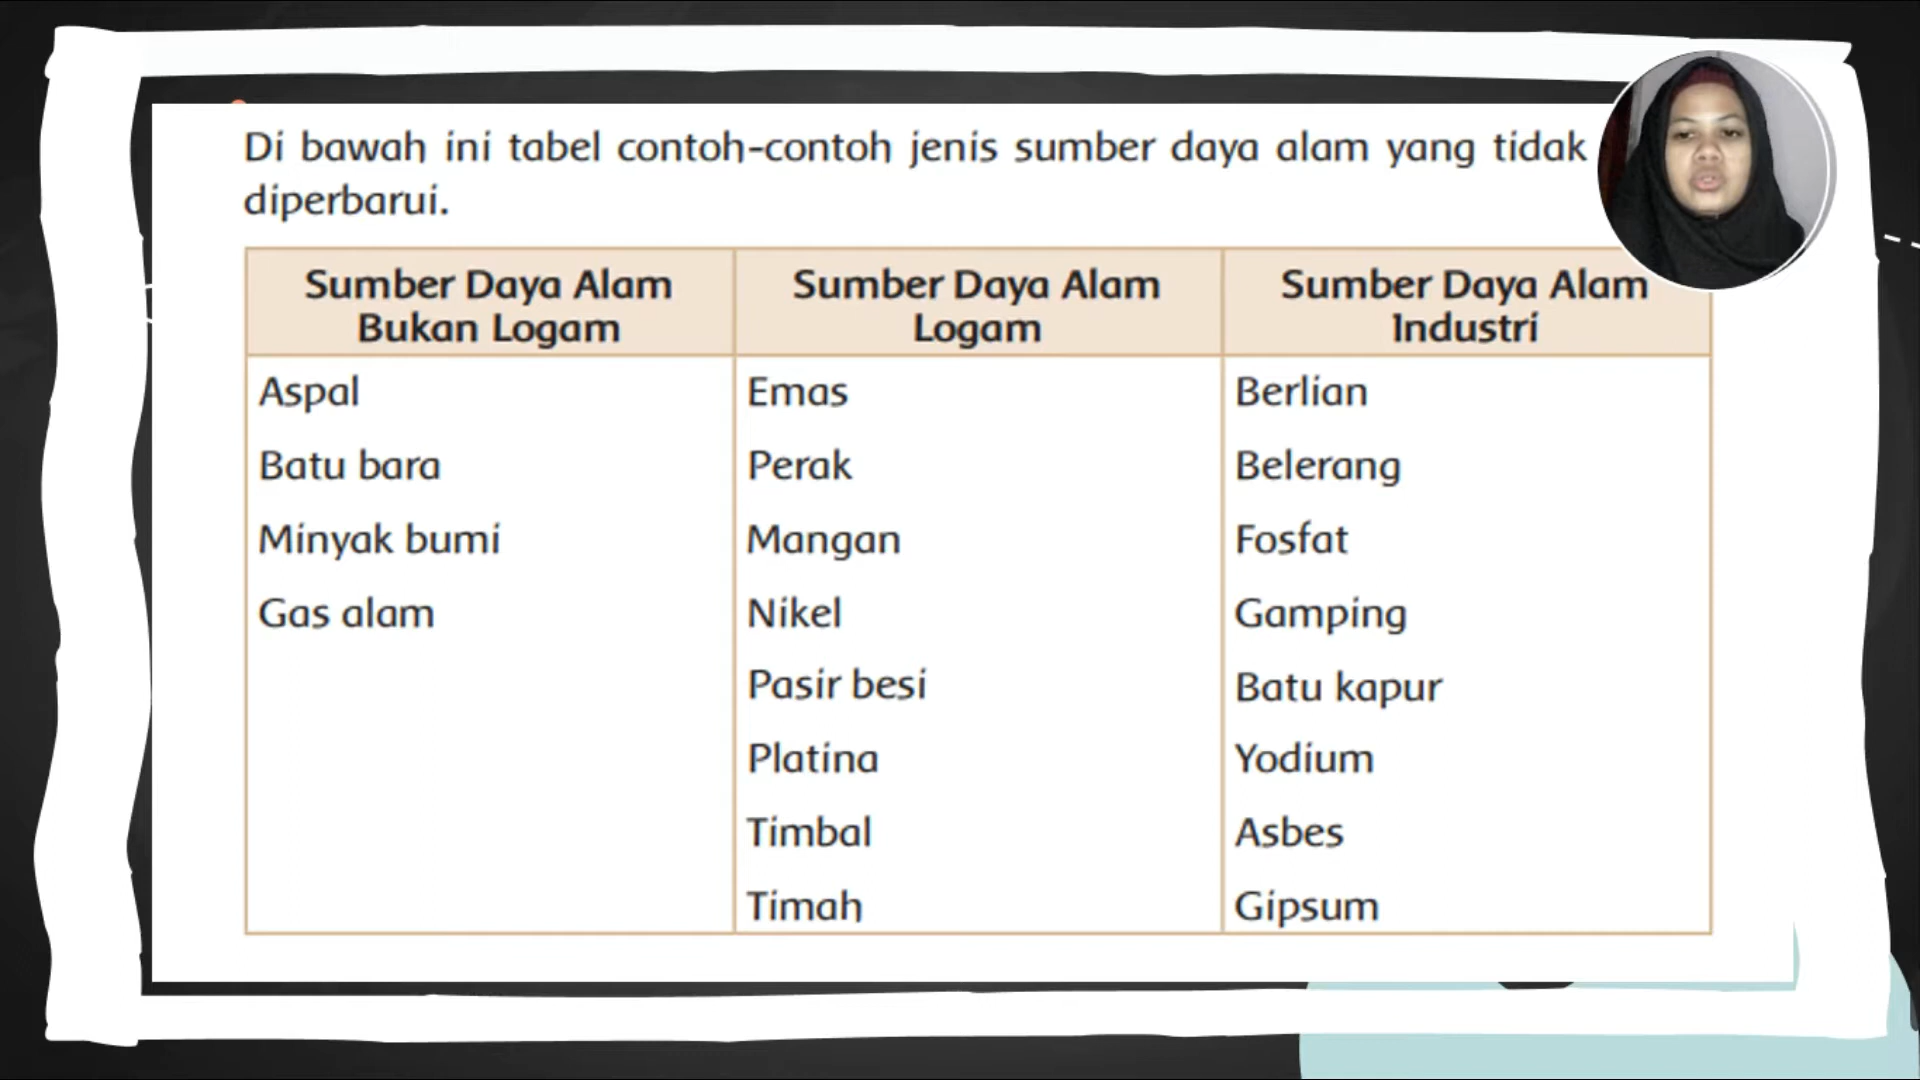 Di bawah ini tabel contoh-contoh jenis sumber daya alam yang tidak
diperbarui.
Sumber Daya Alam
Bukan Logam
Sumber Daya Alam
Logam
Sumber Daya Alam
Industri
Aspal
Emas
Berlian
Batu bara
Perak
Belerang
Minyak bumi
Mangan
Fosfat
Gas alam
Nikel
Gamping
Pasir besi
Batu kapur
Platina
Yodium
Timbal
Asbes
Timah
Gipsum